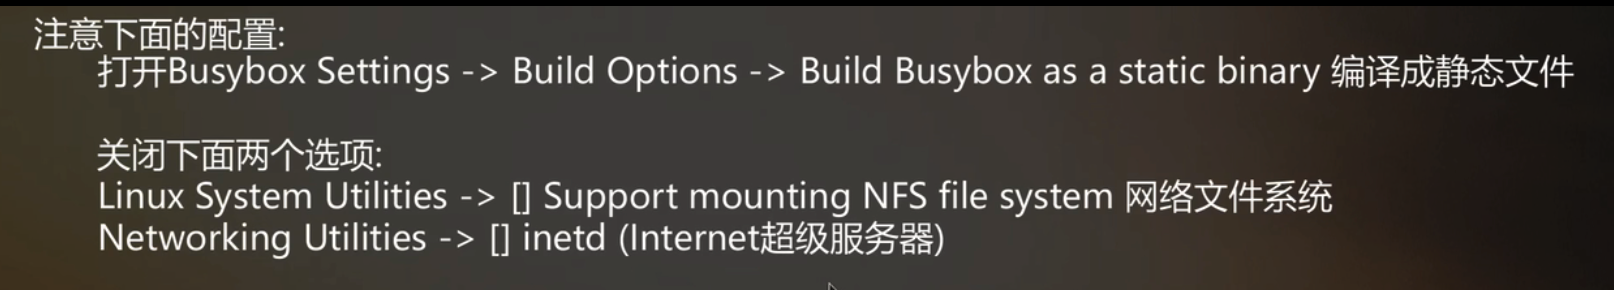 注意下面的配置:
打开Busybox Settings -> Build Options -> Build Busybox as a static binary 编译成静态文件
关闭下面两个选项:
Linux System Utilities -> [] Support mounting NFS file system 网络文件系统
Networking Utilities -> [] inetd (Internet超级服务器)